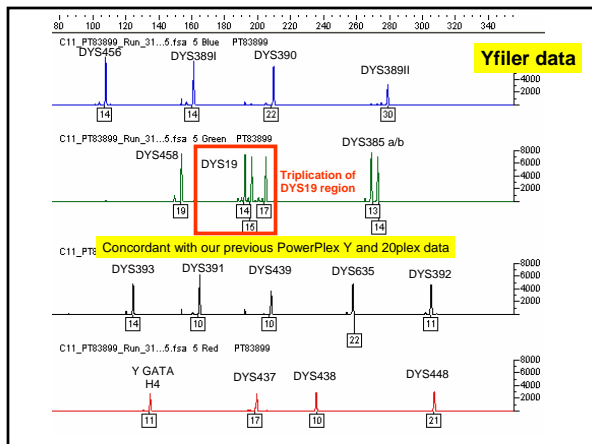 80 100 120 140 160 180 200 220 240 260 280 300 320 340
C11_PT83899_Run_31...5.fsa 5 Blue PT83899
Yfiler data
DYS456 DYS389I DYS390 DYS389II
4000
2000
0
14 14 22 30
C11_PT83899_Run_31...5.fsa 5 Green PT83899
DYS458 DYS19 DYS385 a/b
Triplication of
DYS19 region
8000
6000
4000
2000
0
19 14 17 13
15 14
Concordant with our previous PowerPlex Y and 20plex data
DYS393 DYS391 DYS439 DYS635 DYS392
6000
4000
2000
0
14 10 10 11
22
C11_PT83899_Run_31...5.fsa 5 Red PT83899
Y GATA
H4
DYS437 DYS438 DYS448
8000
6000
4000
2000
0
11 17 10 21